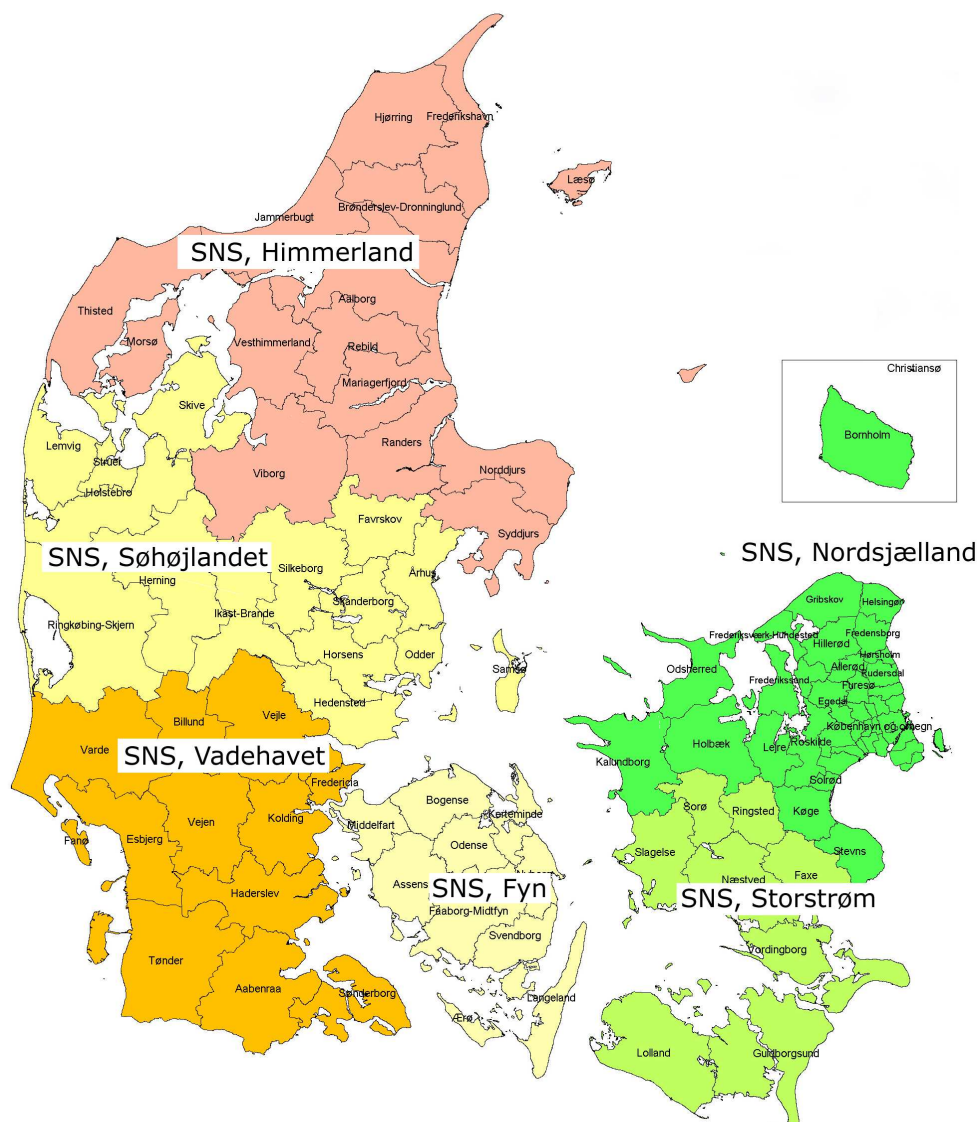 Hjørring
Frederikshavn
Læsø
Brønderslev-Dronninglund
Jammerbugt
SNS, Himmerland
Aalborg
Thisted
Morsø
Vesthimmerland
Rebild
Mariagerfjord
Christiansø
Skive
Bornholm
Lemvig
Randers
Struer
Viborg
Norddjurs
Holstebro
Favrskov
Syddjurs
SNS, Søhøjlandet
SNS, Nordsjælland
Silkeborg
Århus
Herning
Skanderborg
Gribskov
Helsingør
Ikast-Brande
Ringkøbing-Skjern
Frederiksværk-Hundested
Fredensborg
Hillerød
Horsens
Odder
Hørsholm
Samsø
Odsherred
Allerød
Rudersdal
Frederikssund
Furesø
Hedensted
Egedal
Billund
Vejle
København og omegn
Varde
SNS, Vadehavet
Holbæk
Lejre
Roskilde
Kalundborg
Fredericia
Solrød
Bogense
Sorø
Ringsted
Køge
Kolding
Kerteminde
Middelfart
Vejen
Esbjerg
Fanø
Odense
Slagelse
Stevns
Assens
SNS, Fyn
Næstved
Faxe
Haderslev
SNS, Storstrøm
Faaborg-Midtfyn
Svendborg
Vordingborg
Tønder
Aabenraa
Sønderborg
Langeland
Ærø
Lolland
Guldborgsund